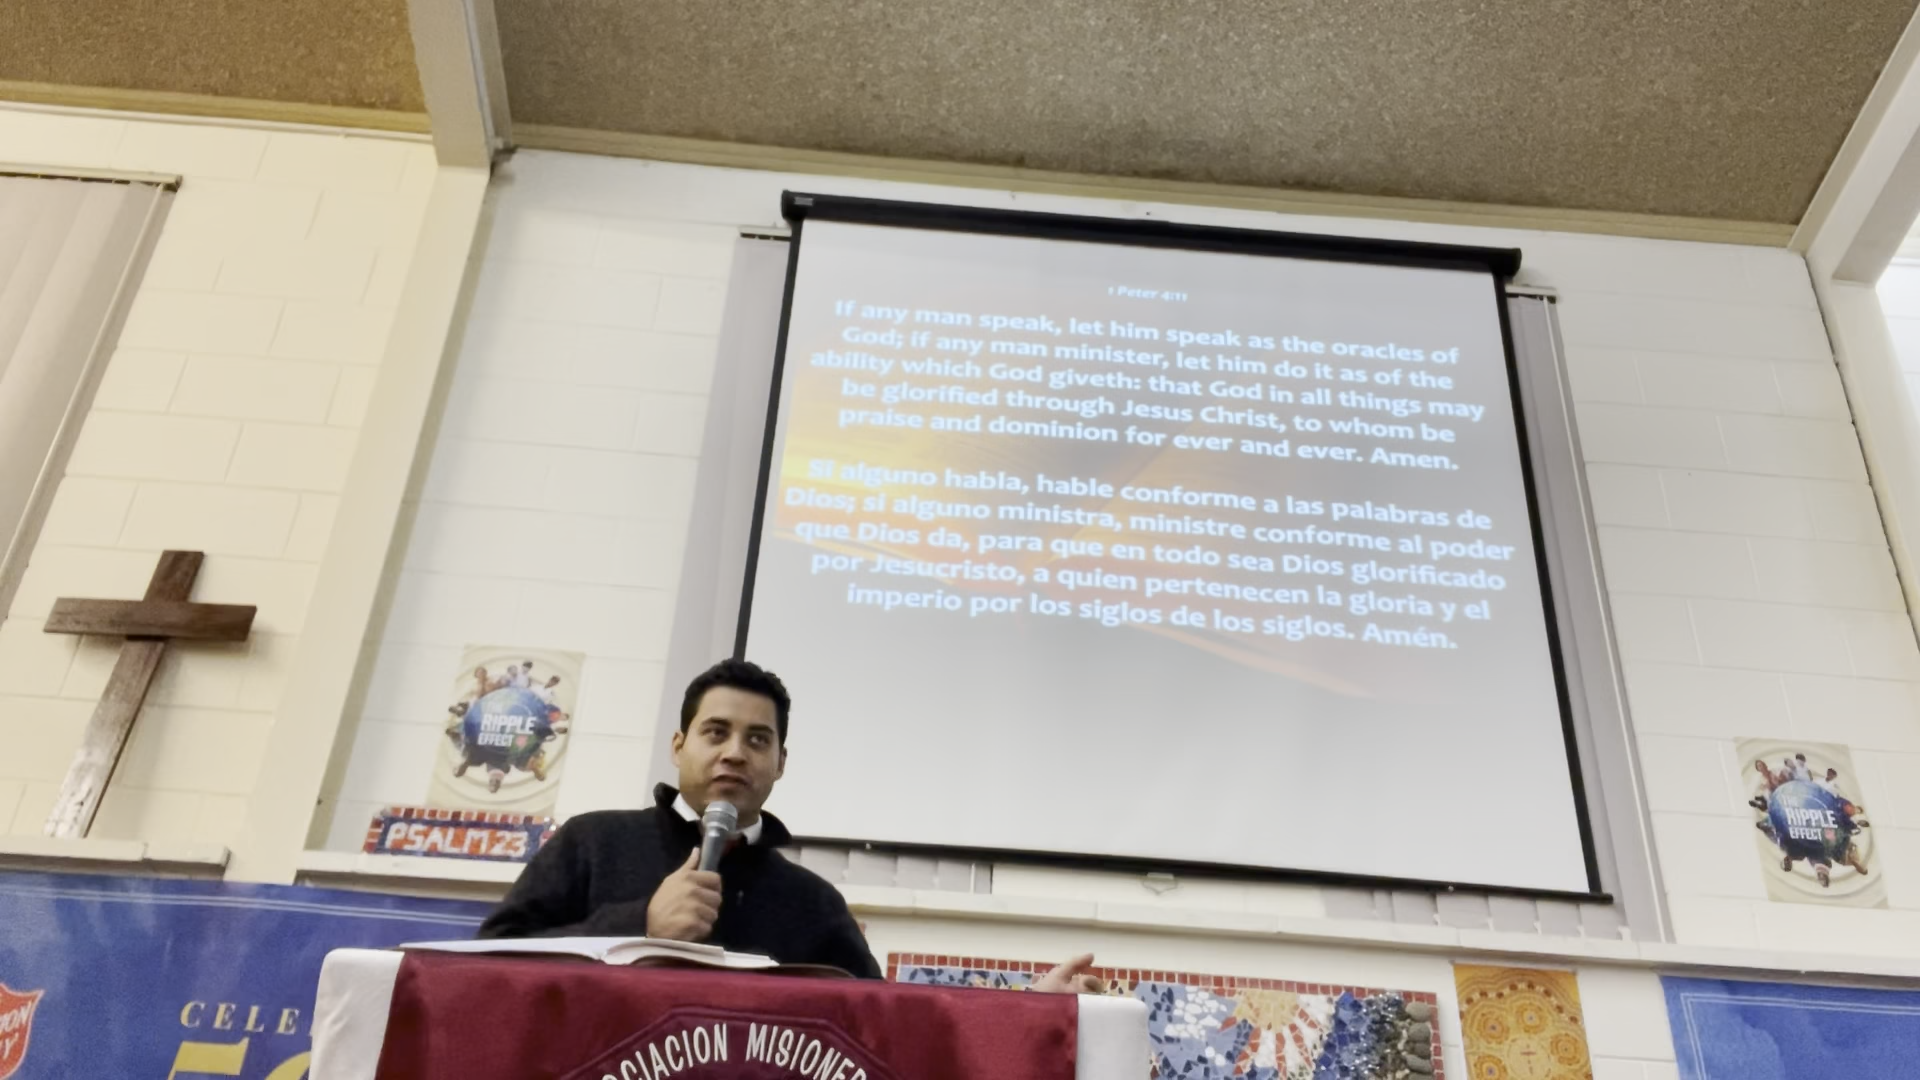 1 Peter 4:11
If any man speak, let him speak as the oracles of
God; if any man minister, let him do it as of the
ability which God giveth: that God in all things may
be glorified through Jesus Christ, to whom be
praise and dominion for ever and ever. Amen.
Si alguno habla, hable conforme a las palabras de
Dios; si alguno ministra, ministre conforme al poder
que Dios da, para que en todo sea Dios glorificado
por Jesucristo, a quien pertenecen la gloria y el
imperio por los siglos de los siglos. Amén.
THE
RIPPLE
EFFECT
THE
RIPPLE
EFFECT
PSALM 23
CELE
OCIACION MISIONER